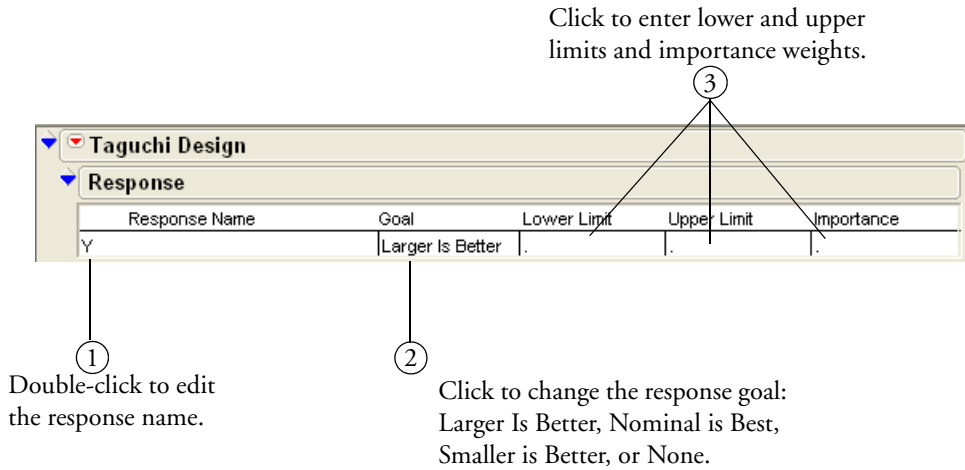 Click to enter lower and upper
limits and importance weights.
3
Taguchi Design
Response
Response Name Goal Lower Limit Upper Limit Importance
Y Larger Is Better . . .
1
Double-click to edit
the response name.
2
Click to change the response goal:
Larger Is Better, Nominal is Best,
Smaller is Better, or None.